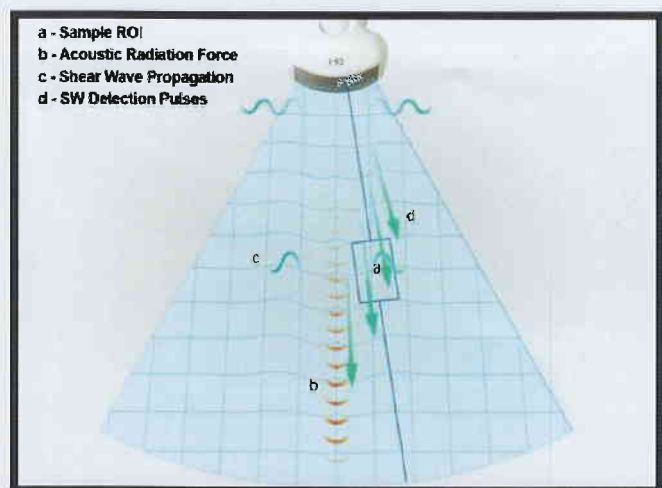 a - Sample ROI
b - Acoustic Radiation Force
c - Shear Wave Propagation
d - SW Detection Pulses
d
c
a
b